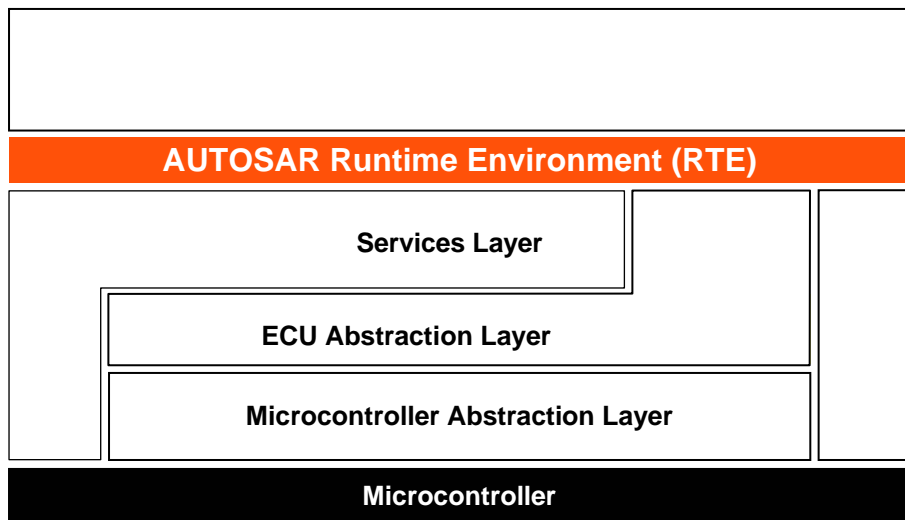 AUTOSAR Runtime Environment (RTE)
Services Layer
ECU Abstraction Layer
Microcontroller Abstraction Layer
Microcontroller